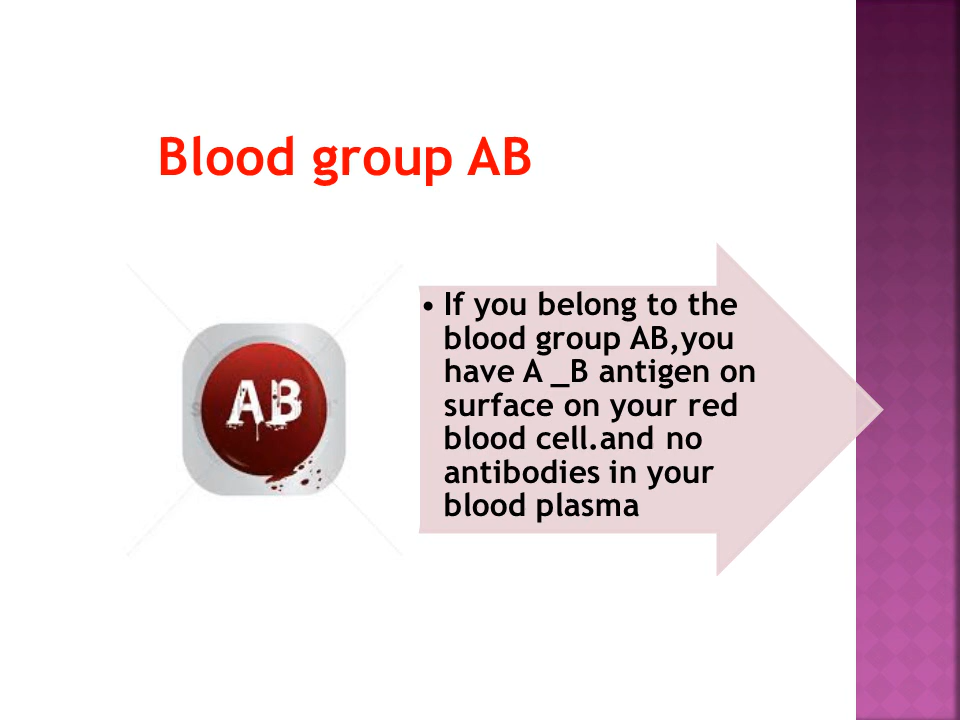 Blood group AB
• If you belong to the
blood group AB,you
have A _B antigen on
surface on your red
blood cell.and no
antibodies in your
blood plasma
AB